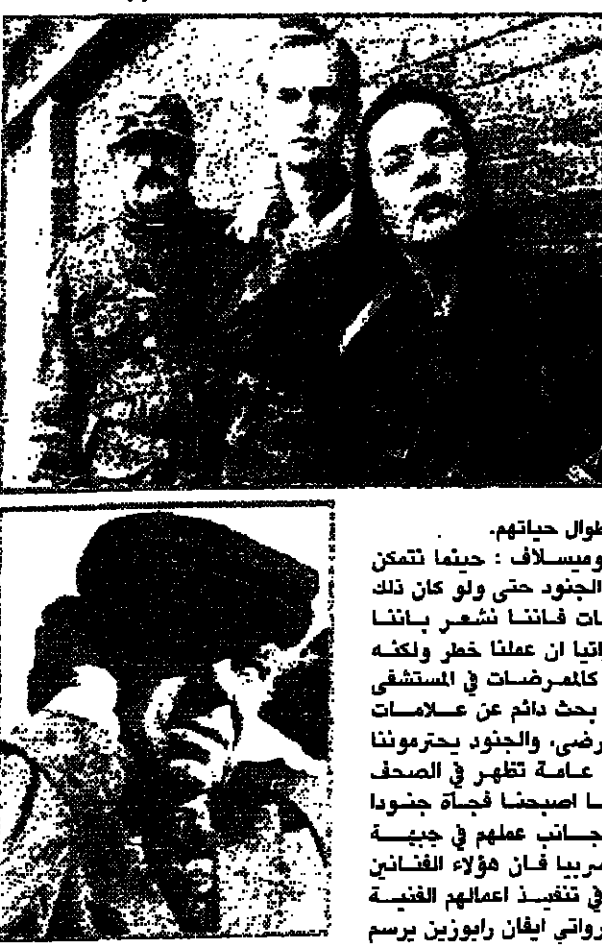 طوال حياتهم.
وميسلاف : حينما نتمكن
الجنود حتى ولو كان ذلك
ات فاننا نشعر باننا
اتيا ان عملنا خطر ولكنه
كالممرضات في المستشفى
بحث دائم عن علامات
رضى، والجنود يحترموننا
عامة تظهر في الصحف
ا اصبحنا فجأة جنودا
جانب عملهم في جبهة
ربيا فان هؤلاء الفنانين
في تنفيذ اعمالهم الفنية
رواتي ايفان رابوزين يرسم